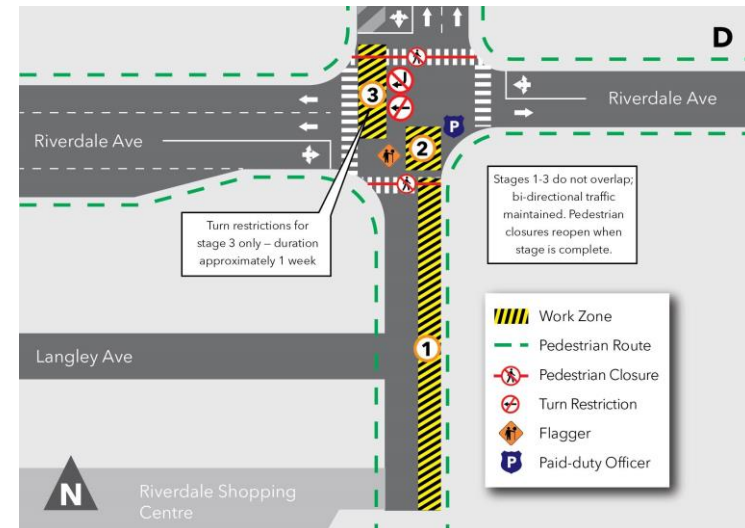 D
3
Riverdale Ave
Riverdale Ave
P
2
Turn restrictions for
stage 3 only – duration
approximately 1 week
Stages 1-3 do not overlap;
bi-directional traffic
maintained. Pedestrian
closures reopen when
stage is complete.
Langley Ave
1
Work Zone
Pedestrian Route
Pedestrian Closure
Turn Restriction
Flagger
P Paid-duty Officer
N
Riverdale Shopping
Centre